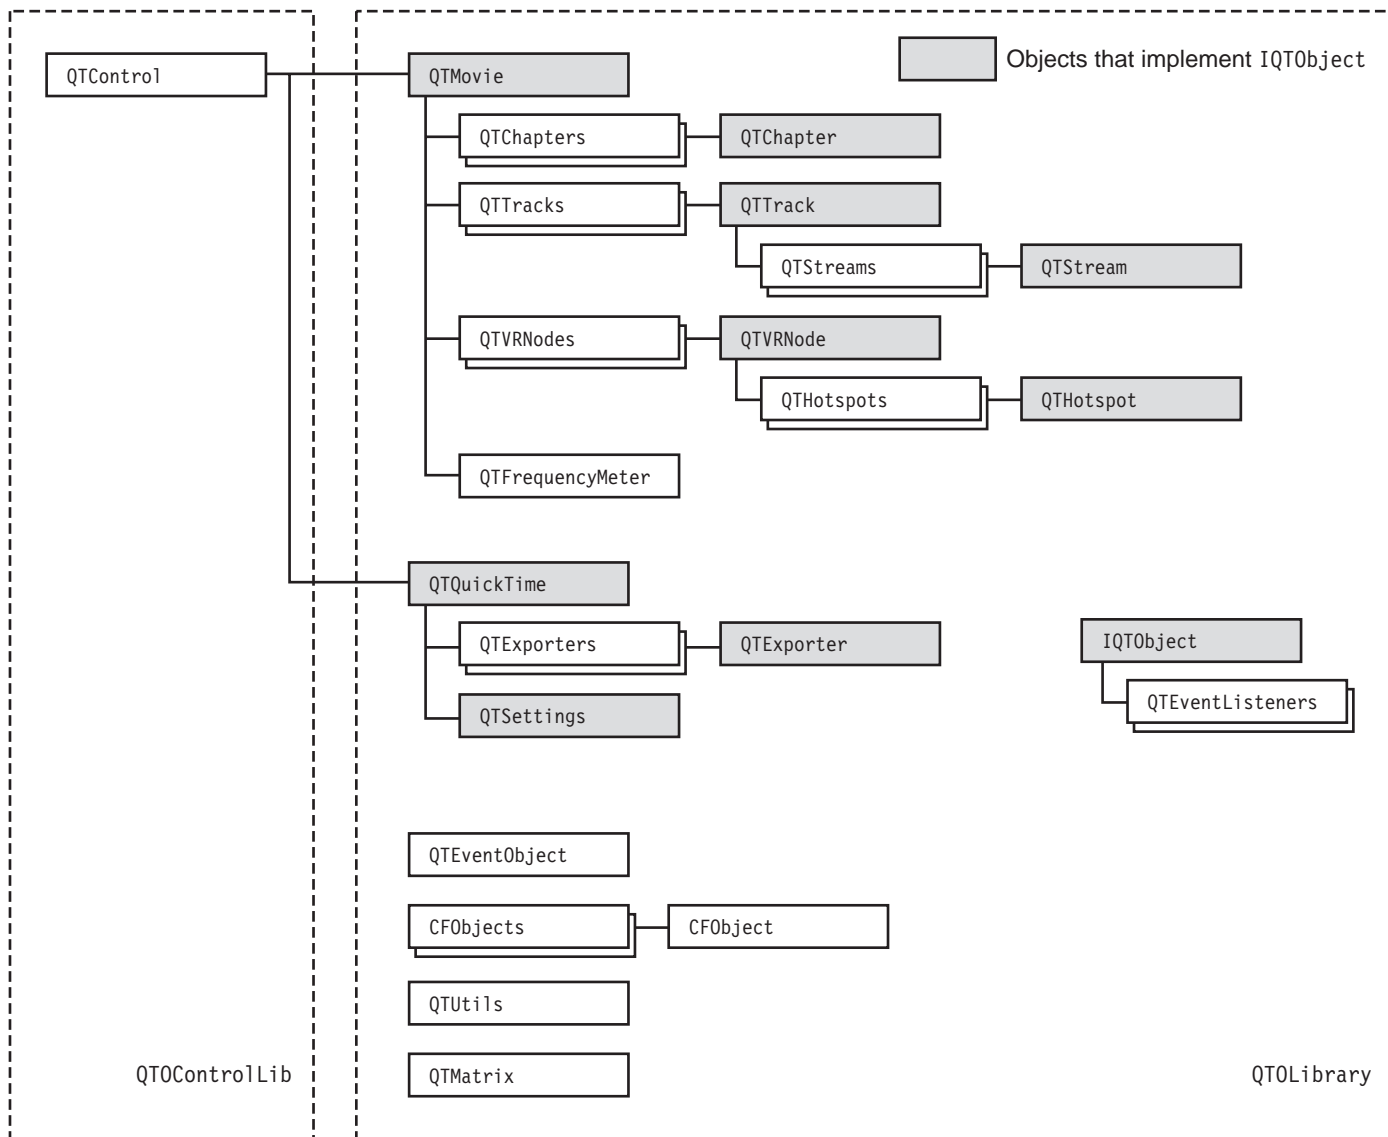 Objects that implement IQTObject
QTControl
QTMovie
QTChapters
QTChapter
QTTracks
QTTrack
QTStreams
QTStream
QTVRNodes
QTVRNode
QTHotspots
QTHotspot
QTFrequencyMeter
QTQuickTime
QTExporters
QTExporter
IQTObject
QTSettings
QTEventListeners
QTEventObject
CFObjects
CFObject
QTUtils
QTMatrix
QTOControlLib
QTOLibrary